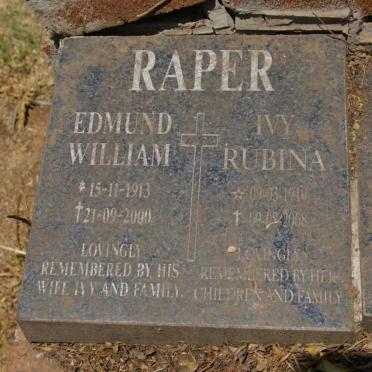 RAPER
EDMUND
WILLIAM
*15-11-1913
†21-09-2000
LOVINGLY
REMEMBERED BY HIS
WIFE IVY AND FAMILY.
IVY
RUBINA
†
LOVINGLY
REMEMBERED BY HER
CHILDREN AND FAMILY